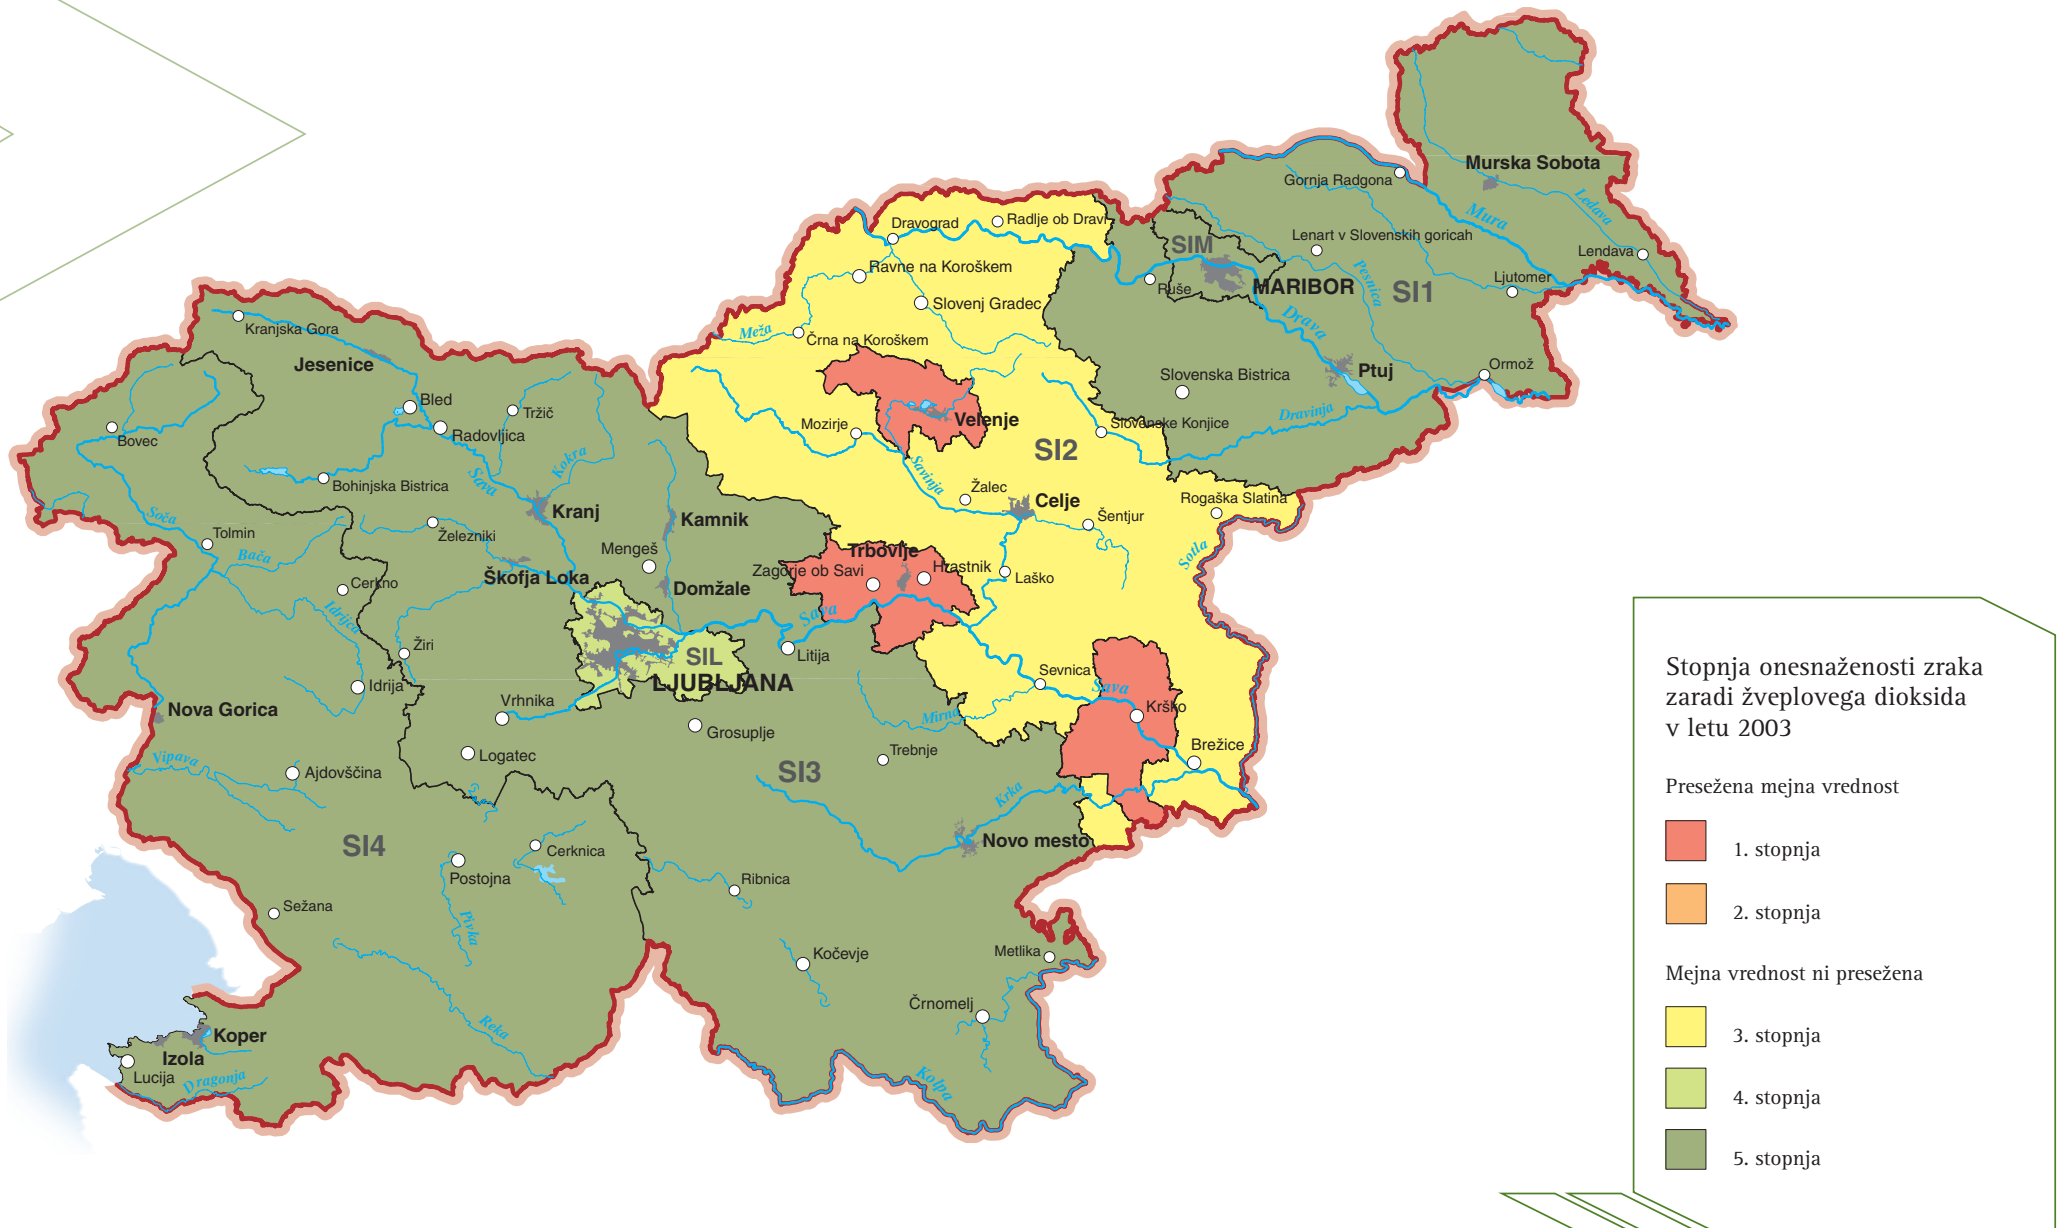 Murska Sobota
Gornja Radgona
Ledava
Mura
Dravograd
Radlje ob Dravi
Lenart v Slovenskih goricah
SIM
Lendava
Ravne na Koroškem
Pesnica
Ljutomer
Ruše
MARIBOR
SI1
Slovenj Gradec
Drava
Kranjska Gora
Meža
Črna na Koroškem
Jesenice
Ormož
Ptuj
Slovenska Bistrica
Bled
Tržič
Dravinja
Velenje
Mozirje
Slovenske Konjice
Radovljica
Bovec
SI2
Kokra
Sava
Savinja
Bohinjska Bistrica
Žalec
Rogaška Slatina
Celje
Kranj
Kamnik
Šentjur
Soča
Tolmin
Železniki
Mengeš
Trbovlje
Sotla
Bača
Zagorje ob Savi
Hrastnik
Škofja Loka
Laško
Cerkno
Domžale
Idrijca
Sava
Žiri
SIL
Litija
Stopnja onesnaženosti zraka
zaradi žveplovega dioksida
v letu 2003
Sevnica
LJUBLJANA
Idrija
Sava
Vrhnika
Krško
Nova Gorica
Mirna
Grosuplje
Brežice
Trebnje
Logatec
Vipava
Ajdovščina
SI3
Presežena mejna vrednost
Krka
Novo mesto
SI4
Cerknica
1. stopnja
Postojna
Ribnica
Sežana
2. stopnja
Pivka
Kočevje
Metlika
Mejna vrednost ni presežena
Črnomelj
Reka
Koper
3. stopnja
Izola
Lucija
Dragonja
Kolpa
4. stopnja
5. stopnja